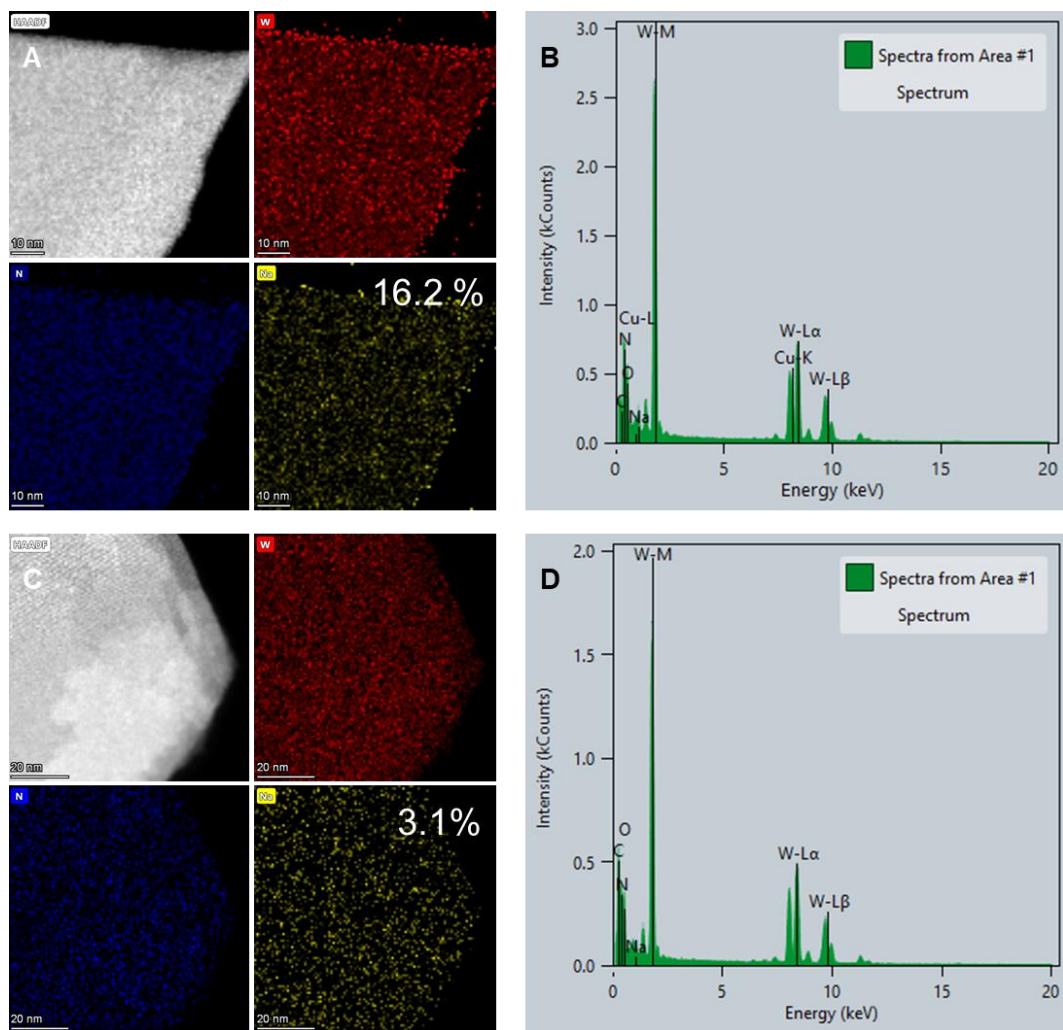 HAADF
A
10 nm
W
10 nm
N
10 nm
Na
16.2 %
10 nm
B
Spectra from Area #1
Spectrum
W-M
Cu-L
N
O
C
Na
W-Lα
Cu-K
W-Lβ
3.0
2.5
2.0
1.5
1.0
0.5
0.0
Intensity (kCounts)
0
5
10
15
20
Energy (keV)
HAADF
C
20 nm
W
20 nm
N
20 nm
Na
3.1%
20 nm
D
Spectra from Area #1
Spectrum
W-M
O
C
N
Na
W-Lα
W-Lβ
2.0
1.5
1.0
0.5
0.0
Intensity (kCounts)
0
5
10
15
20
Energy (keV)